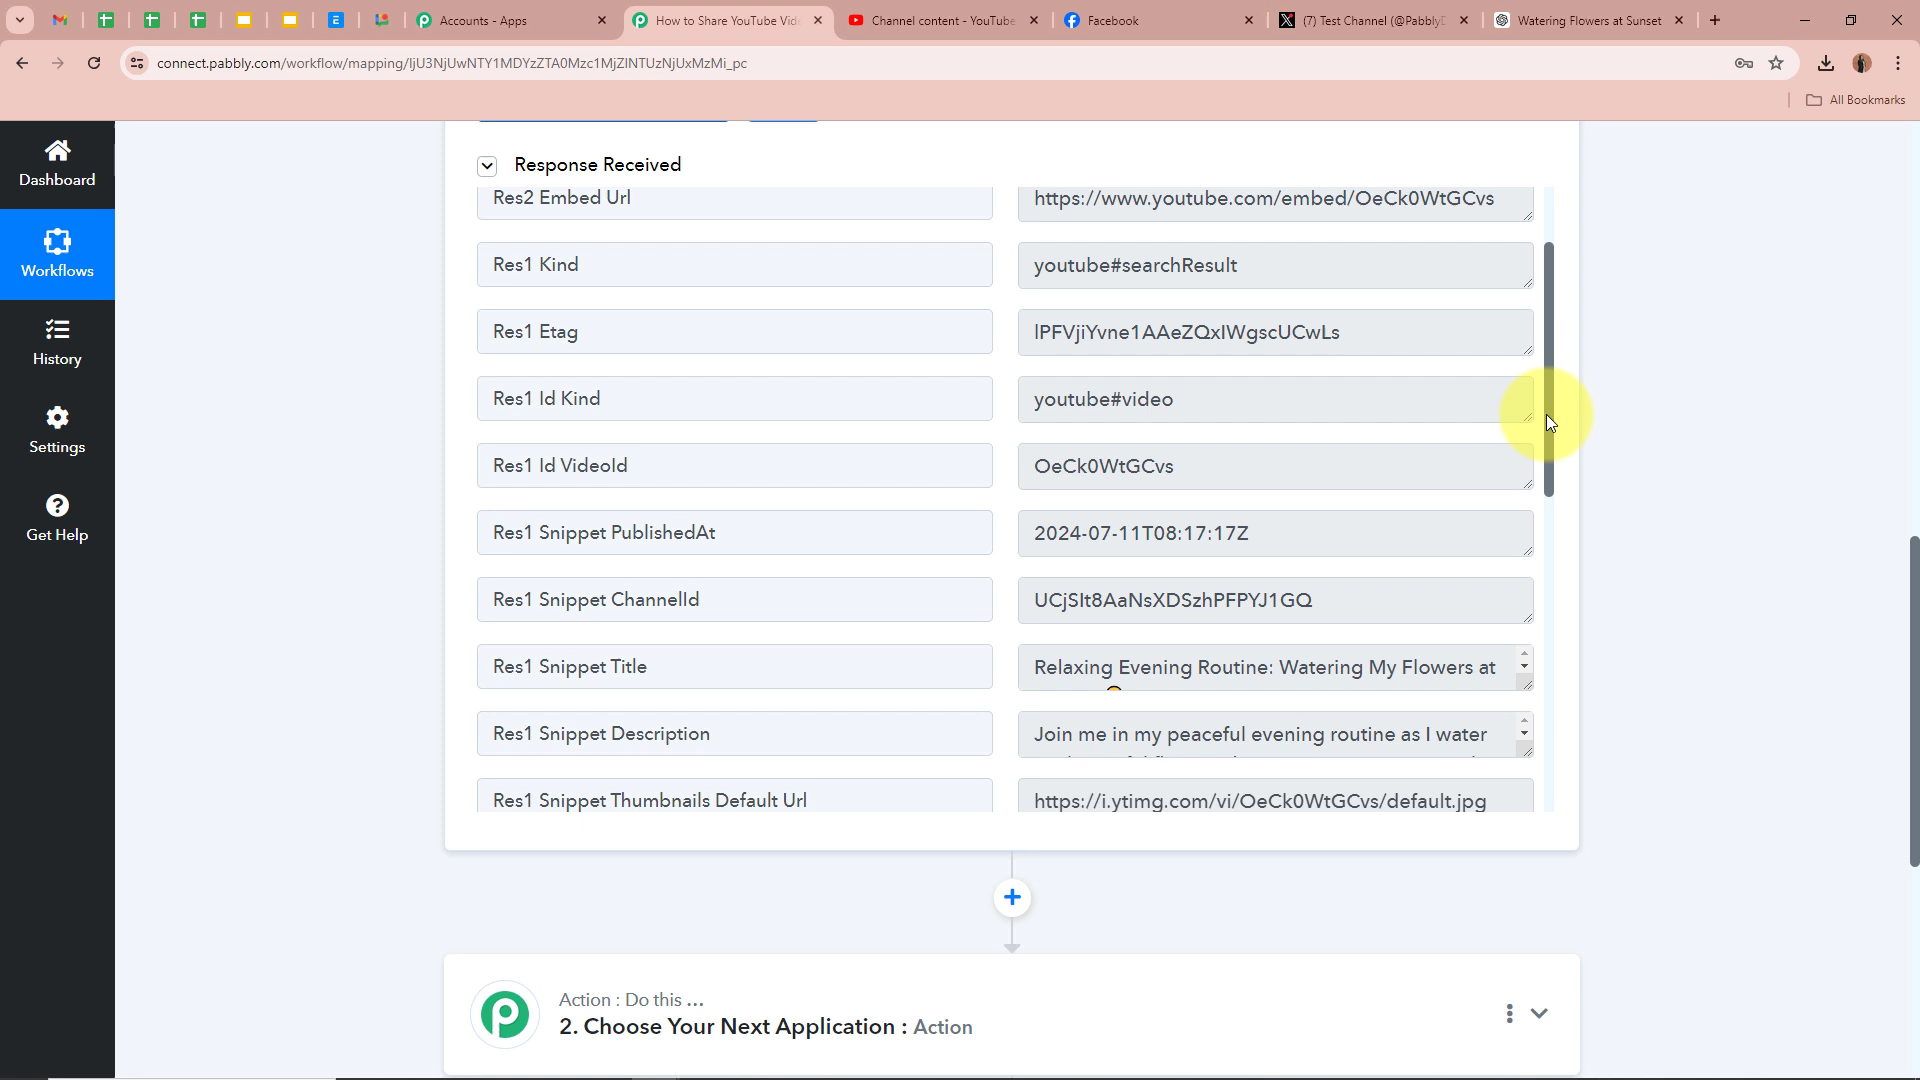 Accounts - Apps
How to Share YouTube Vide
Channel content - YouTube
Facebook
(7) Test Channel (@PabblyD
Watering Flowers at Sunset
connect.pabbly.com/workflow/mapping/IjU3NjUwNTY1MDYzZTA0Mzc1MjZlNTUzNjUxMzMi_pc
All Bookmarks
Dashboard
Workflows
History
Settings
Get Help
Response Received
Res2 Embed Url
https://www.youtube.com/embed/OeCk0WtGCvs
Res1 Kind
youtube#searchResult
Res1 Etag
lPFVjiYvne1AAeZQxlWgscUCwLs
Res1 Id Kind
youtube#video
Res1 Id VideoId
OeCk0WtGCvs
Res1 Snippet PublishedAt
2024-07-11T08:17:17Z
Res1 Snippet ChannelId
UCjSIt8AaNsXDSzhPFPYJ1GQ
Res1 Snippet Title
Relaxing Evening Routine: Watering My Flowers at
Res1 Snippet Description
Join me in my peaceful evening routine as I water
Res1 Snippet Thumbnails Default Url
https://i.ytimg.com/vi/OeCk0WtGCvs/default.jpg
Action : Do this ...
2. Choose Your Next Application : Action